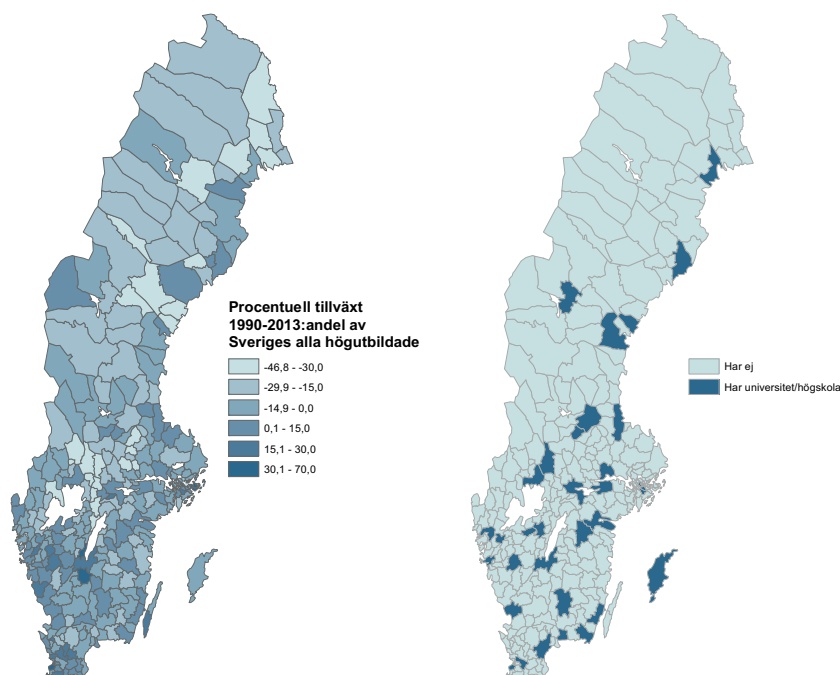 Procentuell tillväxt
1990-2013:andel av
Sveriges alla högutbildade
-46,8 - -30,0
-29,9 - -15,0
-14,9 - 0,0
0,1 - 15,0
15,1 - 30,0
30,1 - 70,0
Har ej
Har universitet/högskola